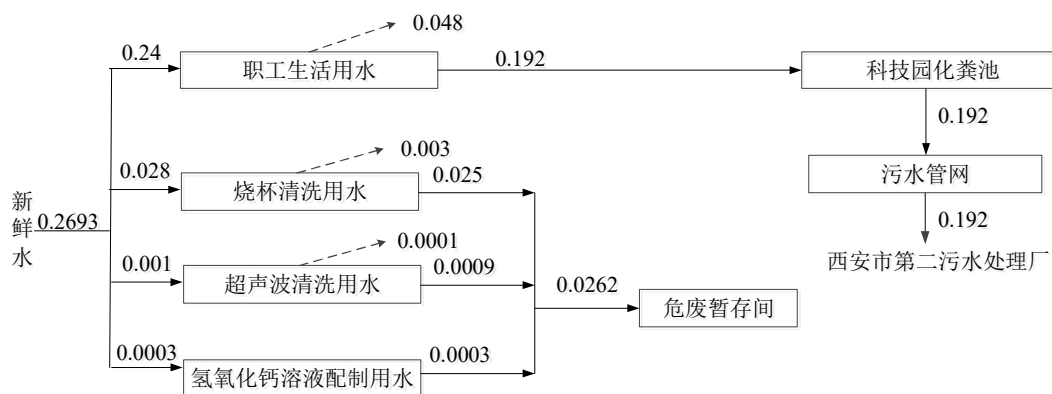 0.048
0.24
职工生活用水
0.192
科技园化粪池
0.192
0.003
0.028
烧杯清洗用水
0.025
污水管网
新鲜水
0.2693
0.192
0.0001
西安市第二污水处理厂
0.001
超声波清洗用水
0.0009
0.0262
危废暂存间
0.0003
氢氧化钙溶液配制用水
0.0003